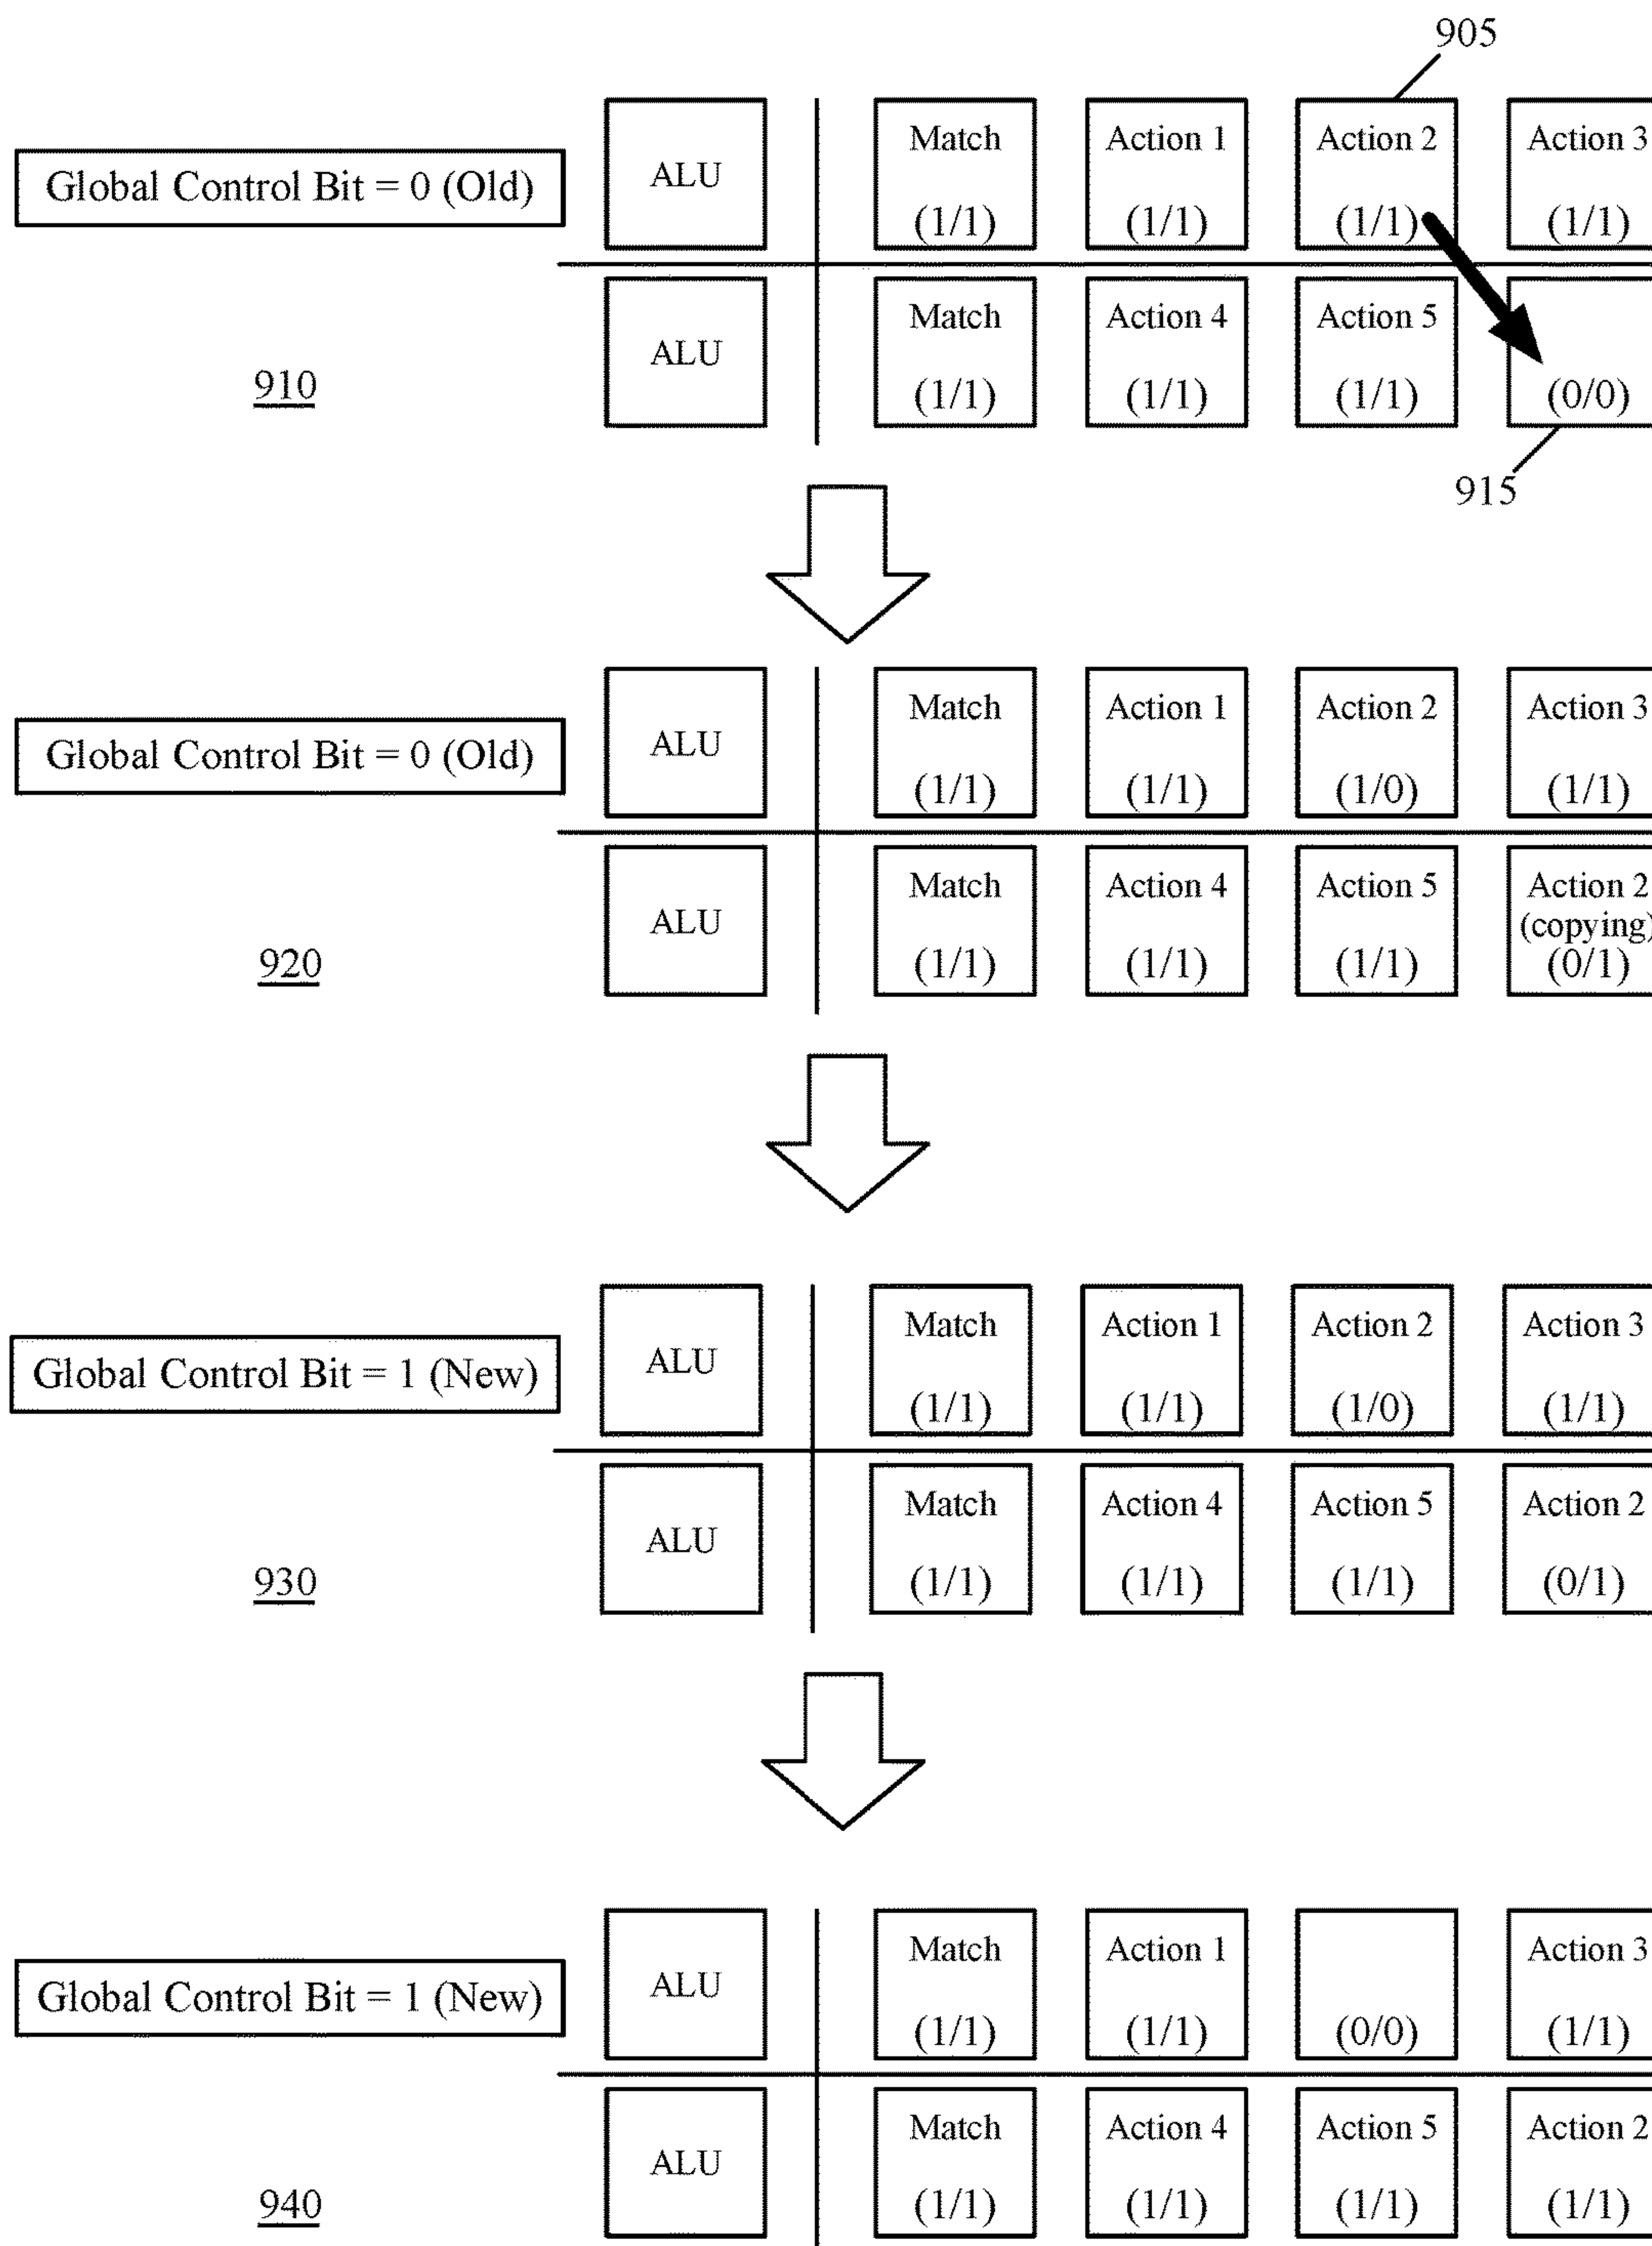 905
Global Control Bit = 0 (Old)
ALU
Match
(1/1)
Action 1
(1/1)
Action 2
(1/1)
Action 3
(1/1)
ALU
Match
(1/1)
Action 4
(1/1)
Action 5
(1/1)
(0/0)
910
915
Global Control Bit = 0 (Old)
ALU
Match
(1/1)
Action 1
(1/1)
Action 2
(1/0)
Action 3
(1/1)
ALU
Match
(1/1)
Action 4
(1/1)
Action 5
(1/1)
Action 2
(copying)
(0/1)
920
Global Control Bit = 1 (New)
ALU
Match
(1/1)
Action 1
(1/1)
Action 2
(1/0)
Action 3
(1/1)
ALU
Match
(1/1)
Action 4
(1/1)
Action 5
(1/1)
Action 2
(0/1)
930
Global Control Bit = 1 (New)
ALU
Match
(1/1)
Action 1
(1/1)
(0/0)
Action 3
(1/1)
ALU
Match
(1/1)
Action 4
(1/1)
Action 5
(1/1)
Action 2
(1/1)
940